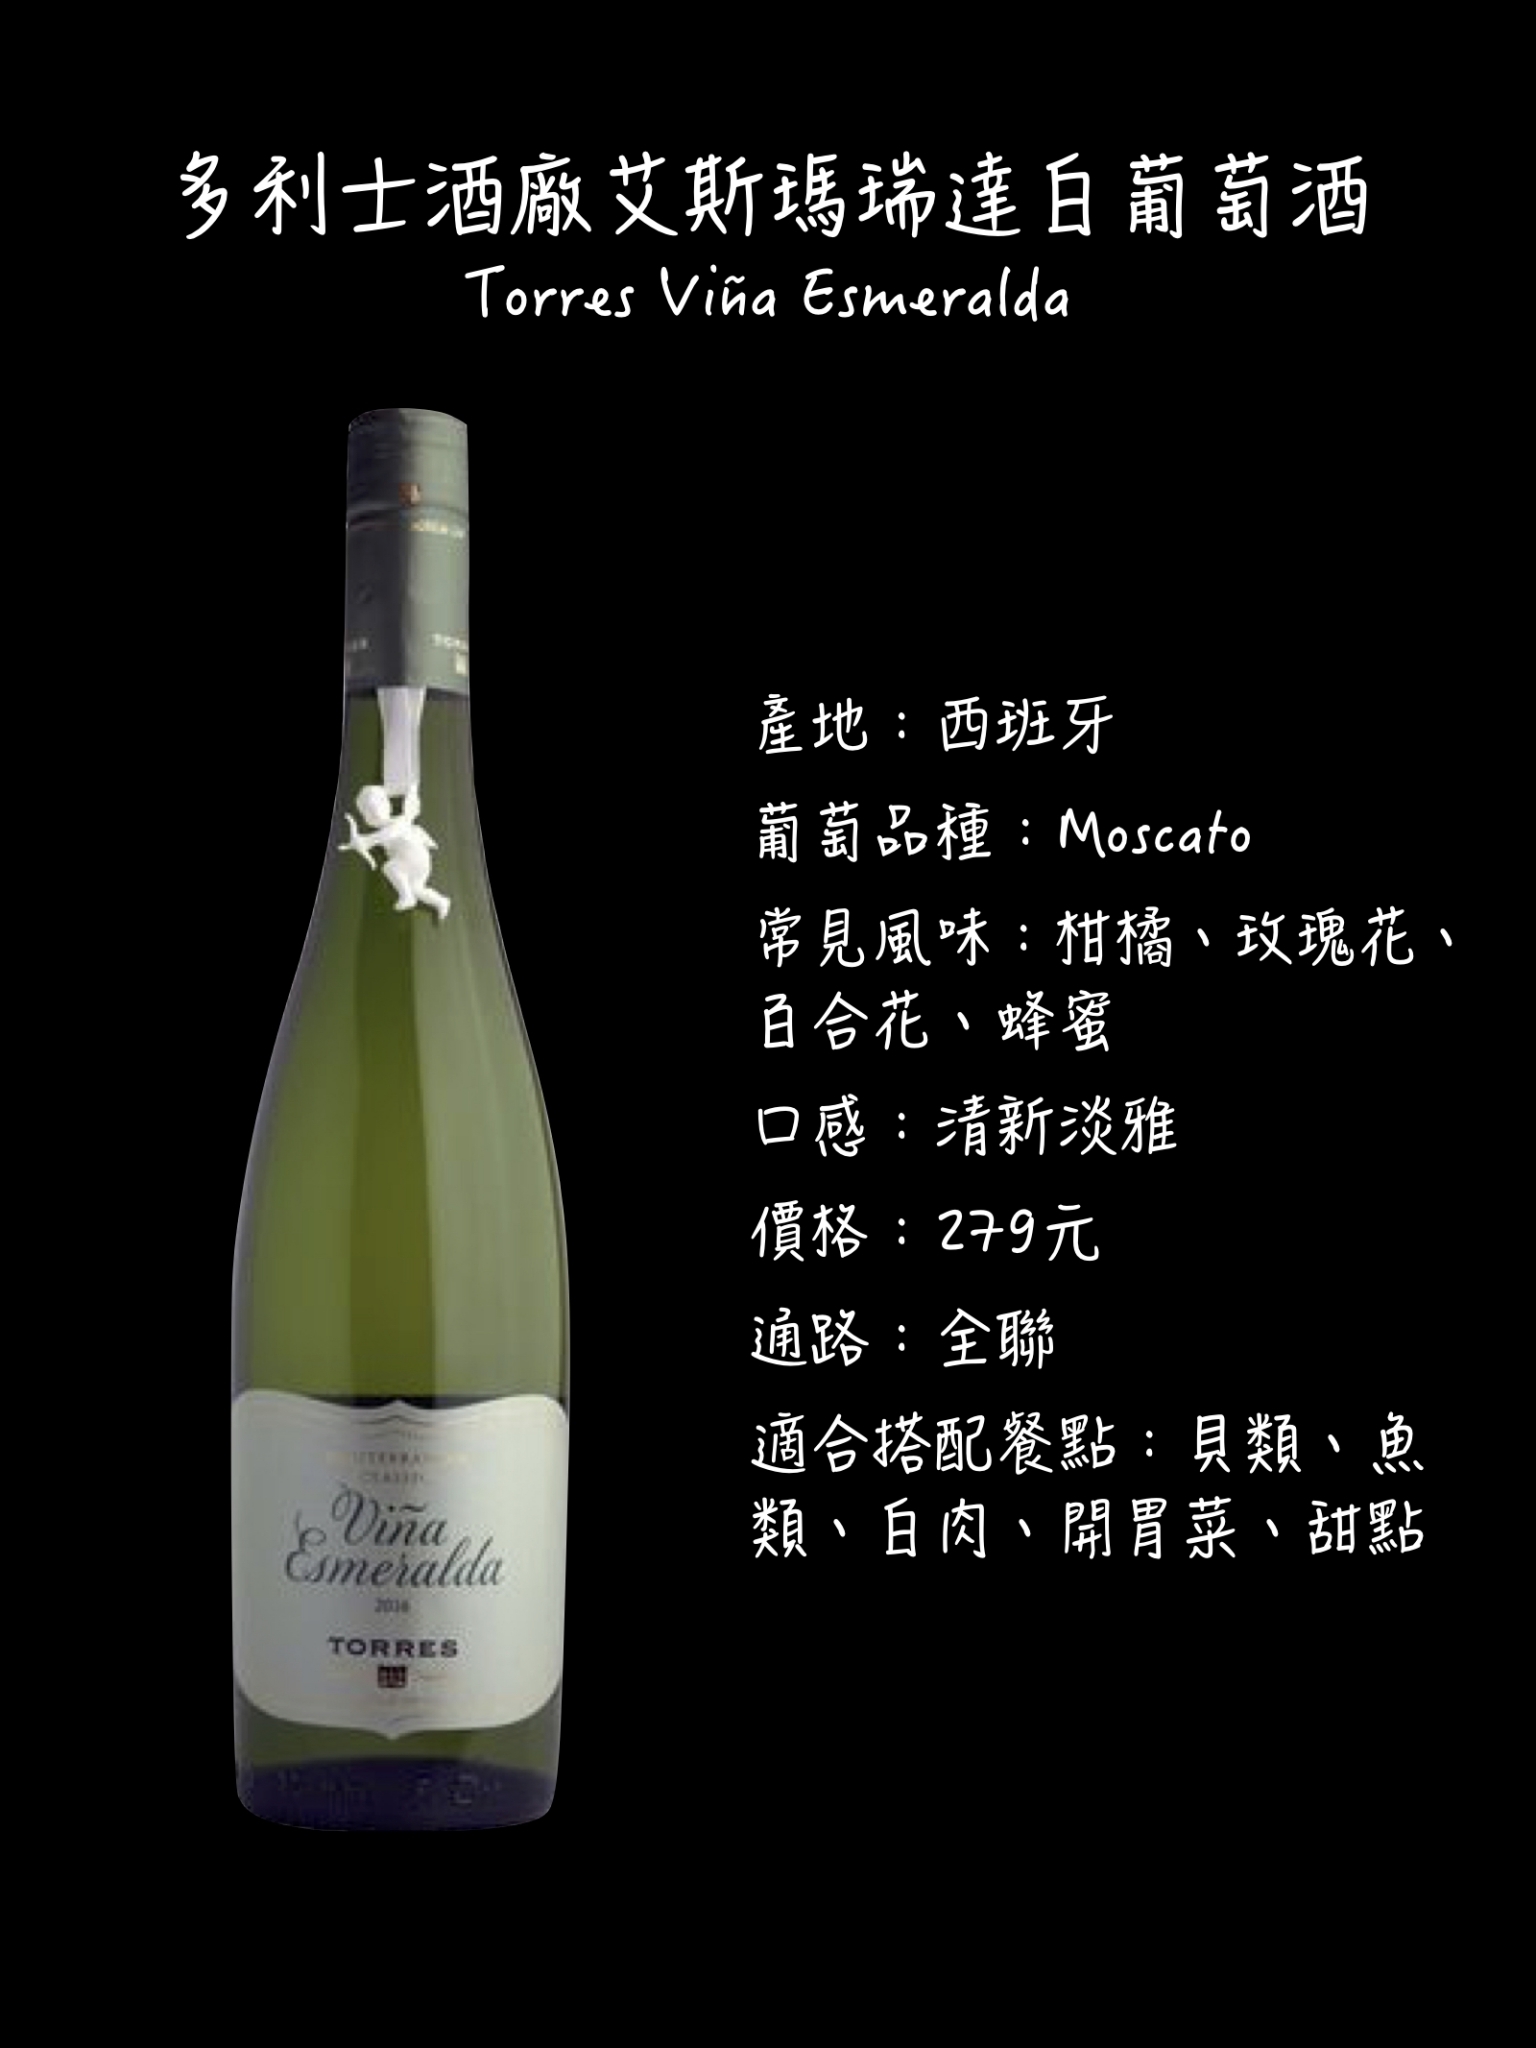 多利士酒廠艾斯瑪瑞達白葡萄酒
Torres Viña Esmeralda
產地：西班牙
葡萄品種：Moscato
常見風味：柑橘、玫瑰花、
百合花、蜂蜜
口感：清新淡雅
價格：279元
通路：全聯
適合搭配餐點：貝類、魚
類、白肉、開胃菜、甜點
Viña
Esmeralda
TORRES